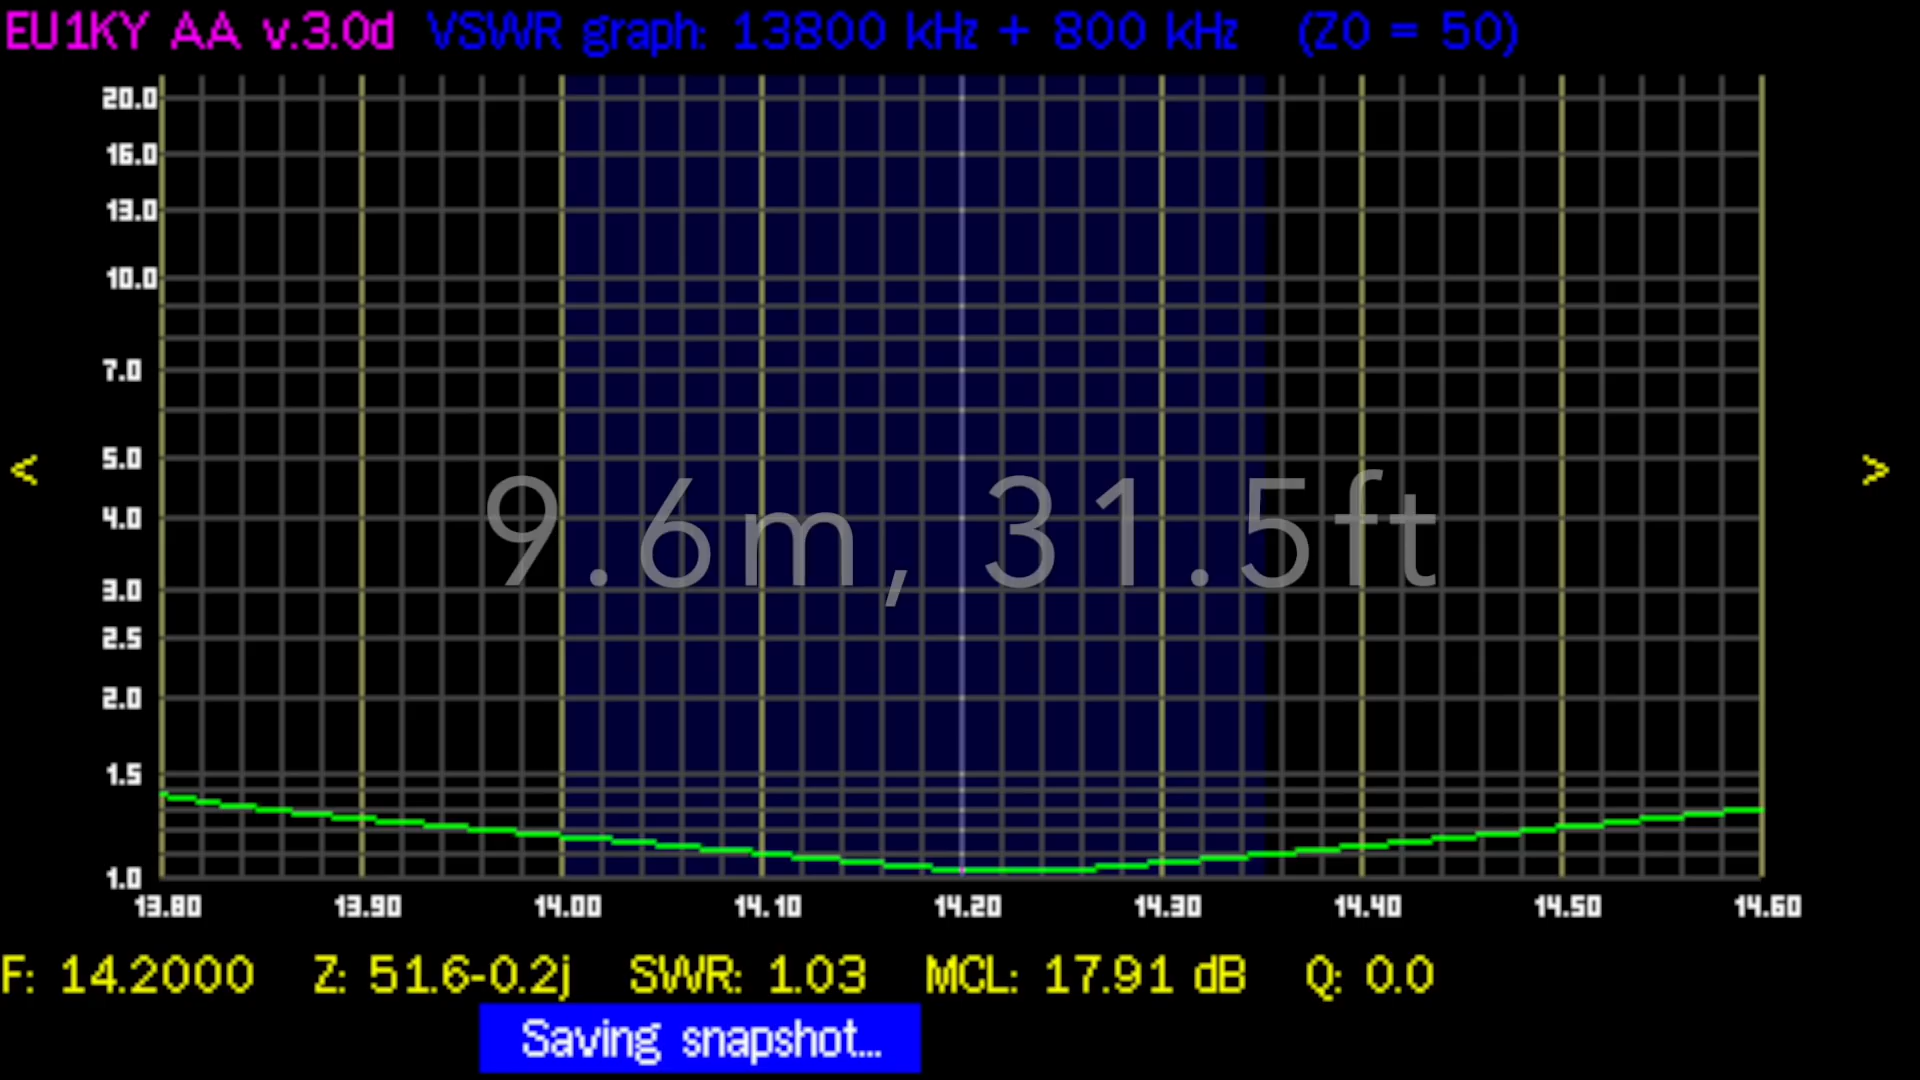 EU1KY AA v.3.0d VSWR graph: 13800 kHz + 800 kHz (Z0 = 50)
20.0
16.0
13.0
10.0
7.0
5.0
<
>
9.6m, 31.5ft
4.0
3.0
2.5
2.0
1.5
1.0
13.80 13.90 14.00 14.10 14.20 14.30 14.40 14.50 14.60
F: 14.2000 Z: 51.6-0.2j SWR: 1.03 MCL: 17.91 dB Q: 0.0
Saving snapshot...